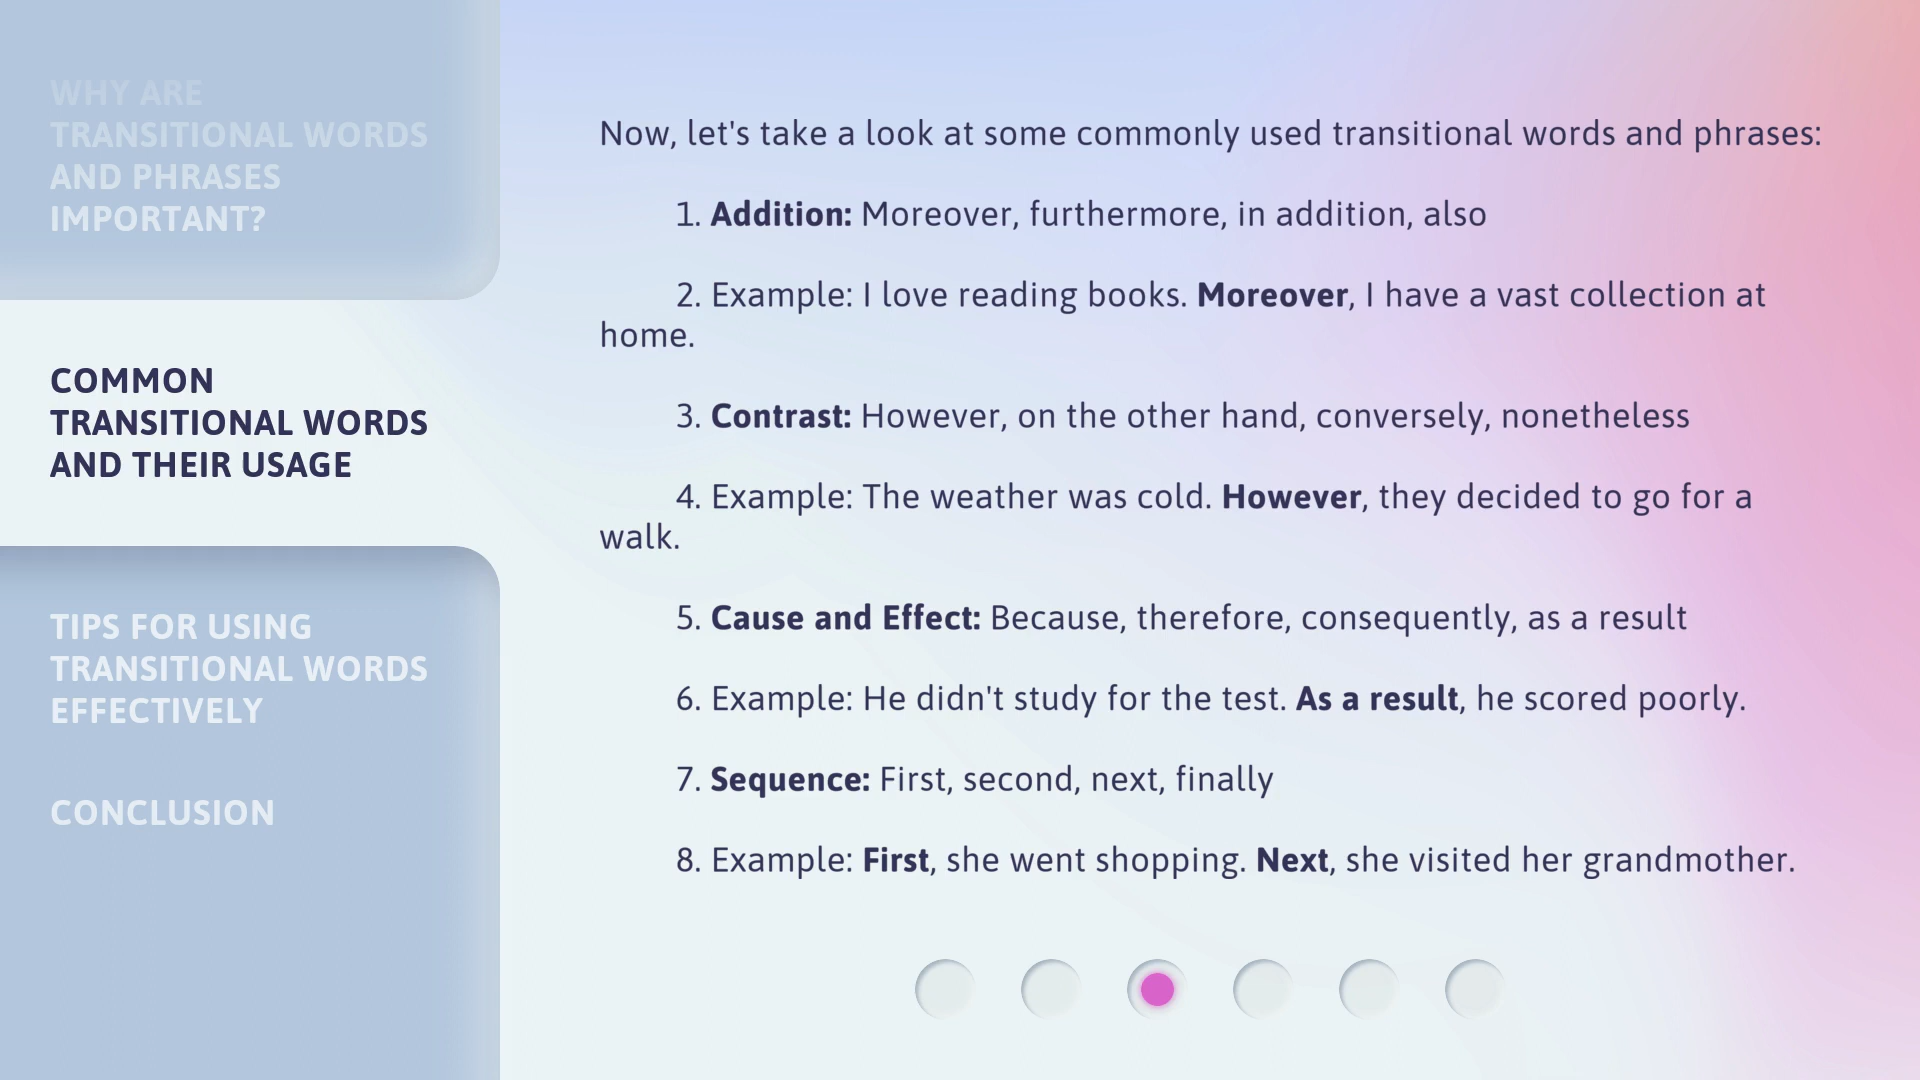 WHY ARE
TRANSITIONAL WORDS
AND PHRASES
IMPORTANT?
COMMON
TRANSITIONAL WORDS
AND THEIR USAGE
TIPS FOR USING
TRANSITIONAL WORDS
EFFECTIVELY
CONCLUSION
Now, let's take a look at some commonly used transitional words and phrases:
1. Addition: Moreover, furthermore, in addition, also
2. Example: I love reading books. Moreover, I have a vast collection at
home.
3. Contrast: However, on the other hand, conversely, nonetheless
4. Example: The weather was cold. However, they decided to go for a
walk.
5. Cause and Effect: Because, therefore, consequently, as a result
6. Example: He didn't study for the test. As a result, he scored poorly.
7. Sequence: First, second, next, finally
8. Example: First, she went shopping. Next, she visited her grandmother.